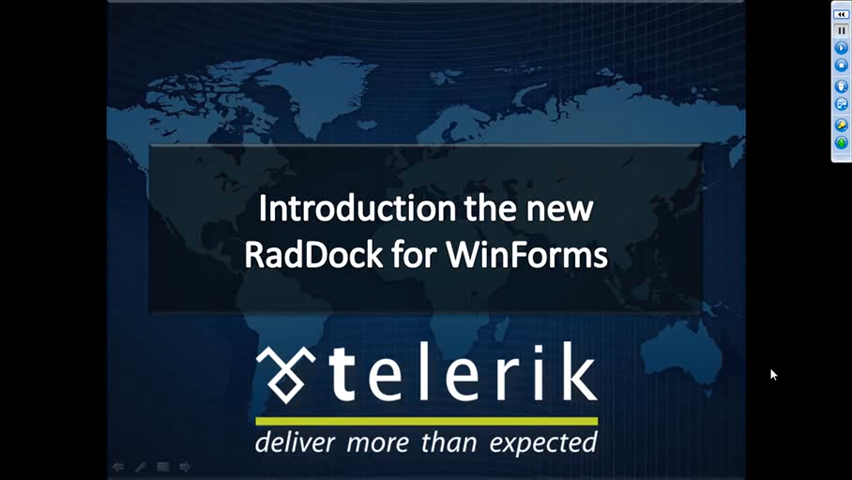 Introduction the new
RadDock for WinForms
telerik
deliver more than expected